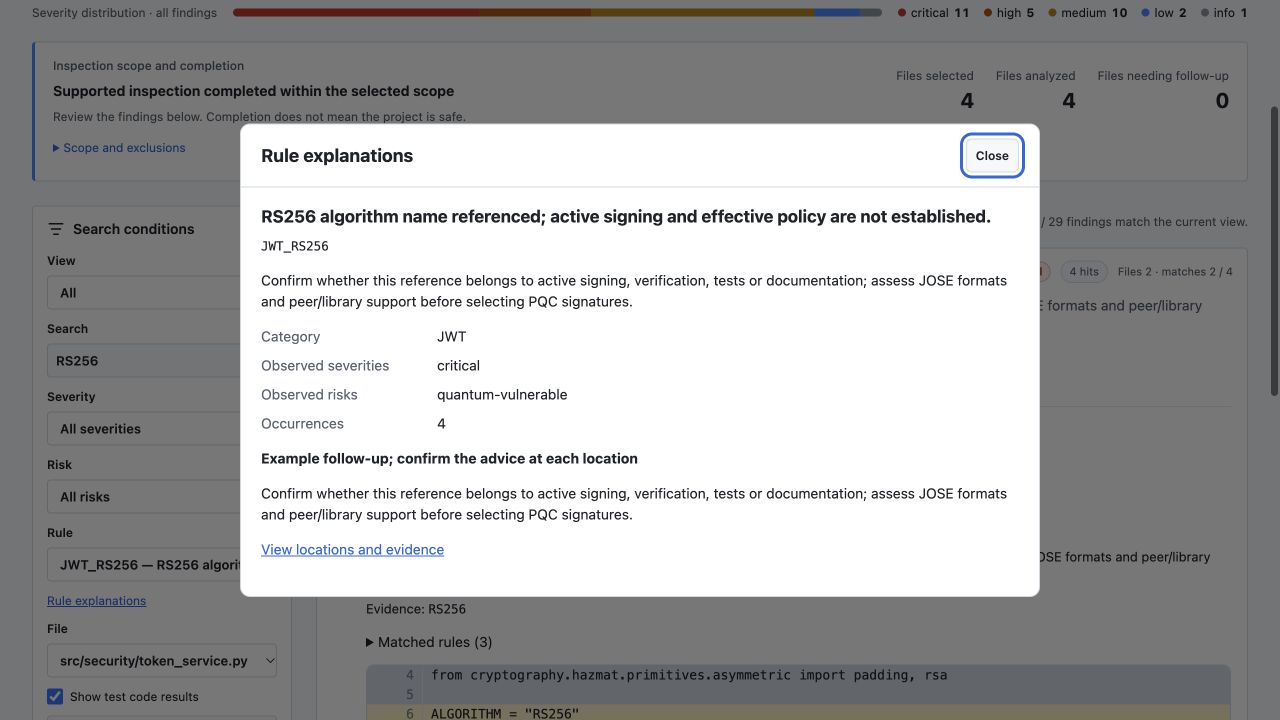 Severity distribution · all findings
critical 11 high 5 medium 10 low 2 info 1
Inspection scope and completion
Supported inspection completed within the selected scope
Review the findings below. Completion does not mean the project is safe.
Scope and exclusions
Files selected
4
Files analyzed
4
Files needing follow-up
0
Search conditions
View
All
Search
RS256
Severity
All severities
Risk
All risks
Rule
JWT_RS256 — RS256 algorit
Rule explanations
File
src/security/token_service.py
Show test code results
Rule explanations
Close
RS256 algorithm name referenced; active signing and effective policy are not established.
JWT_RS256
Confirm whether this reference belongs to active signing, verification, tests or documentation; assess JOSE formats
and peer/library support before selecting PQC signatures.
Category JWT
Observed severities critical
Observed risks quantum-vulnerable
Occurrences 4
Example follow-up; confirm the advice at each location
Confirm whether this reference belongs to active signing, verification, tests or documentation; assess JOSE formats
and peer/library support before selecting PQC signatures.
View locations and evidence
/ 29 findings match the current view.
4 hits Files 2 · matches 2 / 4
formats and peer/library
formats and peer/library
Evidence: RS256
Matched rules (3)
4 from cryptography.hazmat.primitives.asymmetric import padding, rsa
5
6 ALGORITHM = "RS256"